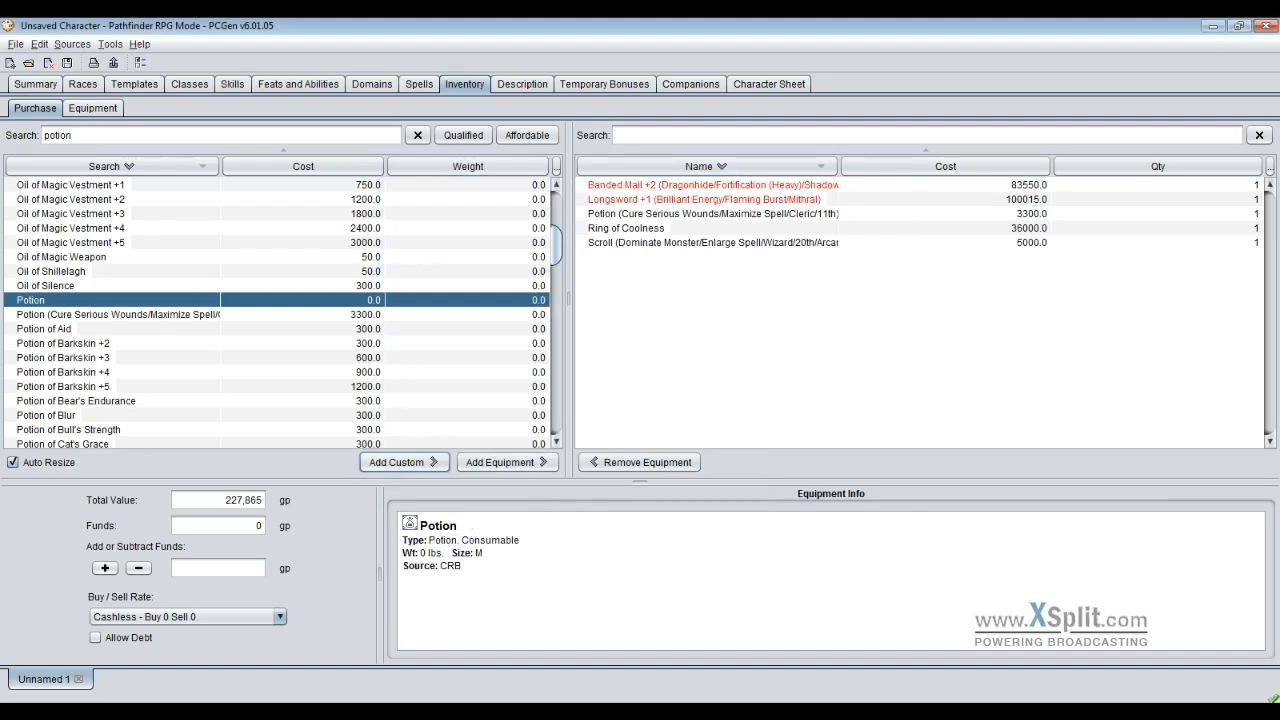 Unsaved Character - Pathfinder RPG Mode - PCGen v6.01.05
File Edit Sources Tools Help
Summary Races Templates Classes Skills Feats and Abilities Domains Spells Inventory Description Temporary Bonuses Companions Character Sheet
Purchase Equipment
Search: potion Qualified Affordable Search:
Search Cost Weight Name Cost Qty
Oil of Magic Vestment +1 750.0 0.0 Banded Mail +2 (Dragonhide/Fortification (Heavy)/Shadow 83550.0 1
Oil of Magic Vestment +2 1200.0 0.0 Longsword +1 (Brilliant Energy/Flaming Burst/Mithral) 100015.0 1
Oil of Magic Vestment +3 1800.0 0.0 Potion (Cure Serious Wounds/Maximize Spell/Cleric/11th) 3300.0 1
Oil of Magic Vestment +4 2400.0 0.0 Ring of Coolness 36000.0 1
Oil of Magic Vestment +5 3000.0 0.0 Scroll (Dominate Monster/Enlarge Spell/Wizard/20th/Arcan 5000.0 1
Oil of Magic Weapon 50.0 0.0
Oil of Shillelagh 50.0 0.0
Oil of Silence 300.0 0.0
Potion 0.0 0.0
Potion (Cure Serious Wounds/Maximize Spell/C 3300.0 0.0
Potion of Aid 300.0 0.0
Potion of Barkskin +2 300.0 0.0
Potion of Barkskin +3 600.0 0.0
Potion of Barkskin +4 900.0 0.0
Potion of Barkskin +5 1200.0 0.0
Potion of Bear's Endurance 300.0 0.0
Potion of Blur 300.0 0.0
Potion of Bull's Strength 300.0 0.0
Potion of Cat's Grace 300.0 0.0
Auto Resize Add Custom Add Equipment Remove Equipment
Total Value: 227,865 gp
Funds: 0 gp
Add or Subtract Funds:
+ − gp
Buy / Sell Rate:
Cashless - Buy 0 Sell 0
Allow Debt
Equipment Info
Potion
Type: Potion. Consumable
Wt: 0 lbs. Size: M
Source: CRB
www.XSplit.com
POWERING BROADCASTING
Unnamed 1